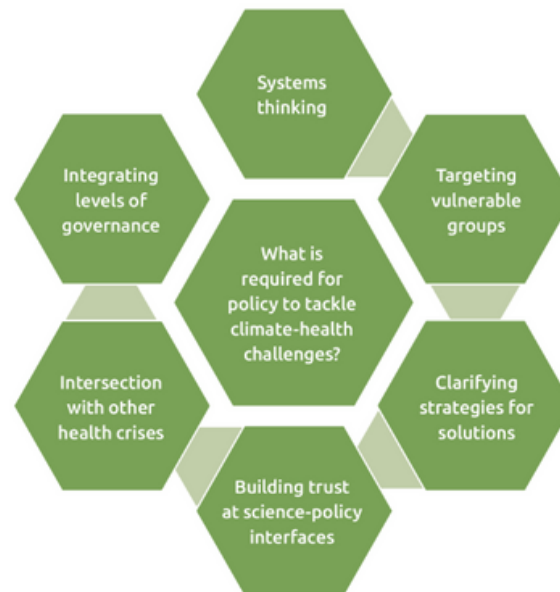 Systems
thinking
Targeting
vulnerable
groups
Clarifying
strategies for
solutions
Building trust
at science-policy
interfaces
Intersection
with other
health crises
Integrating
levels of
governance
What is
required for
policy to tackle
climate-health
challenges?